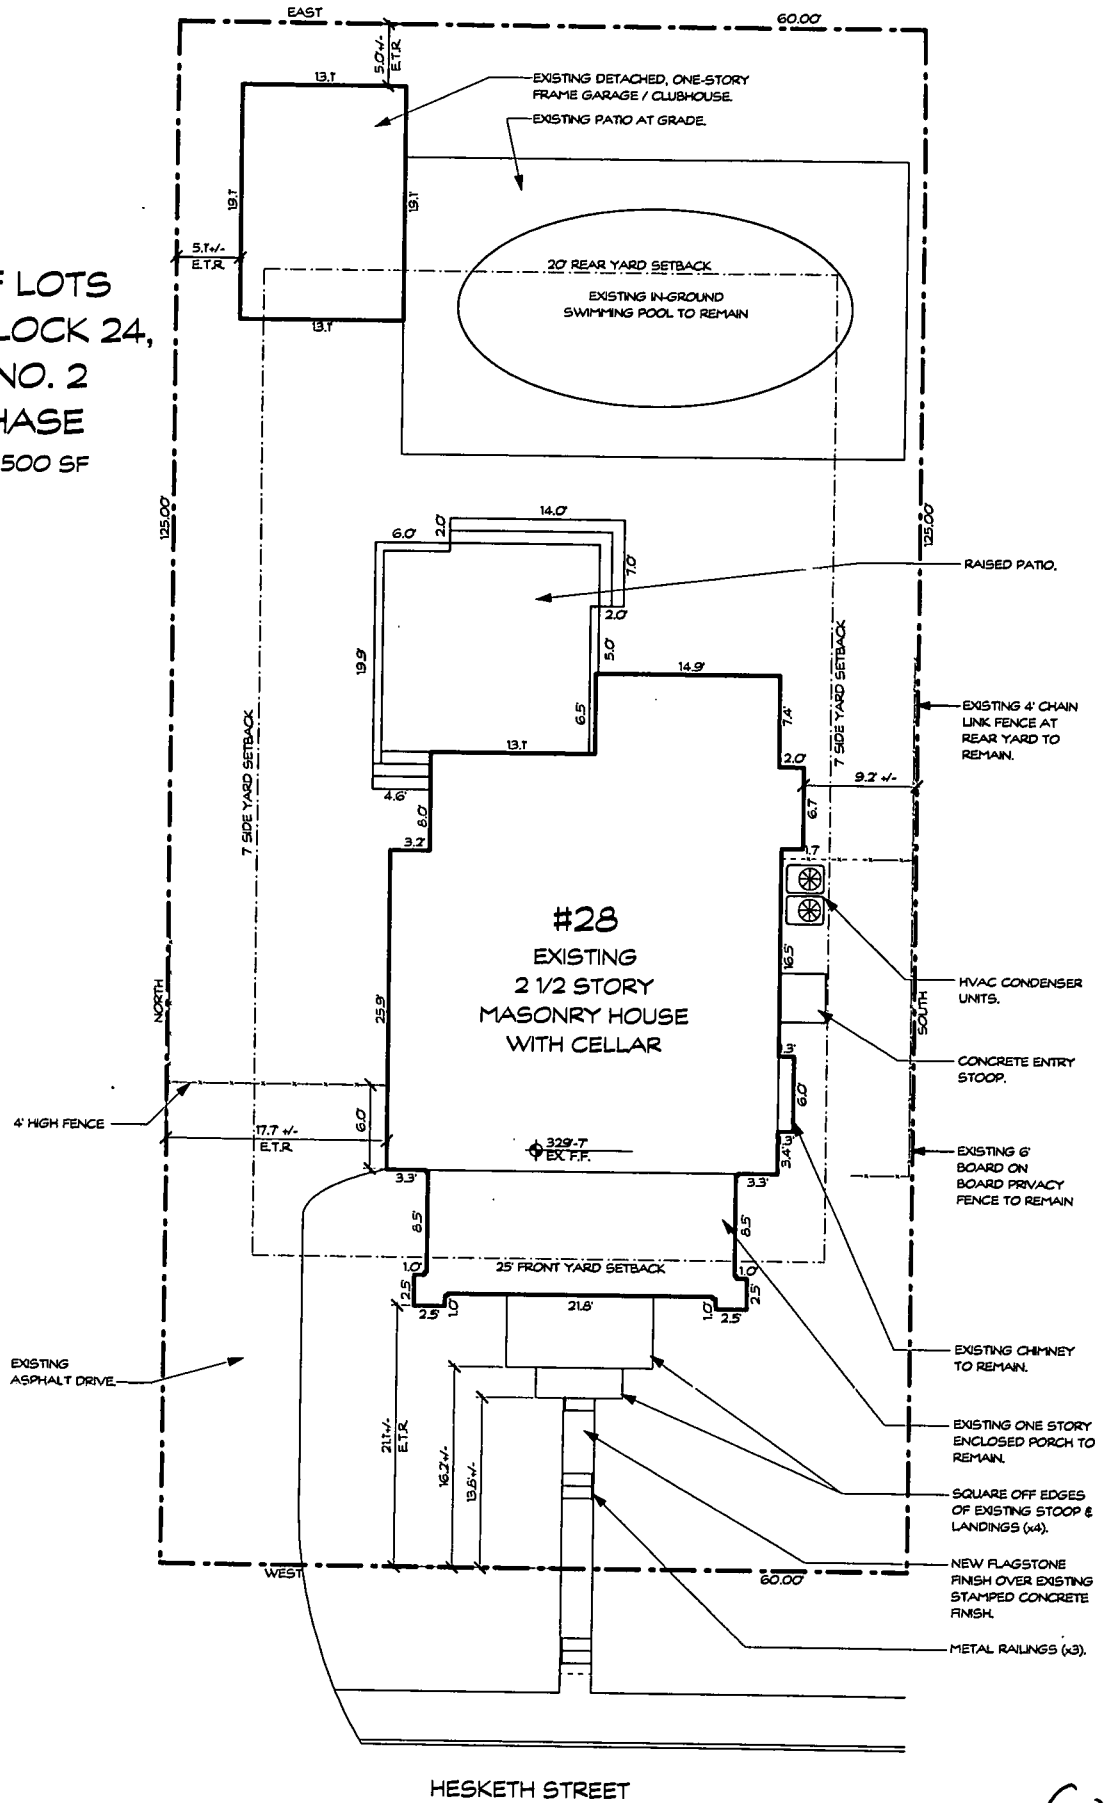 EAST
60.00'
5.0'+/-
E.T.R.
13.1'
EXISTING DETACHED, ONE-STORY
FRAME GARAGE / CLUBHOUSE.
EXISTING PATIO AT GRADE.
19.1'
19.1'
5.1'+/-
E.T.R.
LOTS
LOCK 24,
NO. 2
HASE
500 SF
20' REAR YARD SETBACK
EXISTING IN-GROUND
SWIMMING POOL TO REMAIN
13.1'
125.00'
125.00'
14.0'
6.0'
2.0'
7.0'
RAISED PATIO.
2.0'
5.0'
19.9'
14.9'
6.5'
7.4'
7' SIDE YARD SETBACK
7' SIDE YARD SETBACK
EXISTING 4' CHAIN
LINK FENCE AT
REAR YARD TO
REMAIN.
13.1'
2.0'
9.2' +/-
4.6'
8.0'
6.7
3.2'
1.7'
#28
EXISTING
2 1/2 STORY
MASONRY HOUSE
WITH CELLAR
16.5'
HVAC CONDENSER
UNITS.
NORTH
SOUTH
25.9'
CONCRETE ENTRY
STOOP.
1.3'
6.0'
4' HIGH FENCE
6.0'
17.7' +/-
E.T.R.
329'-7"
EX. F.F.
1.3'
3.4'
EXISTING 6'
BOARD ON
BOARD PRIVACY
FENCE TO REMAIN
3.3'
3.3'
8.5'
8.5'
25' FRONT YARD SETBACK
1.0'
1.0'
2.5'
2.5'
2.5'
1.0'
21.8'
1.0'
2.5'
EXISTING CHIMNEY
TO REMAIN.
EXISTING
ASPHALT DRIVE
EXISTING ONE STORY
ENCLOSED PORCH TO
REMAIN.
21.1'+/-
E.T.R.
16.2'+/-
13.8'+/-
SQUARE OFF EDGES
OF EXISTING STOOP &
LANDINGS (x4).
NEW FLAGSTONE
FINISH OVER EXISTING
STAMPED CONCRETE
FINISH.
WEST
60.00'
METAL RAILINGS (x3).
HESKETH STREET